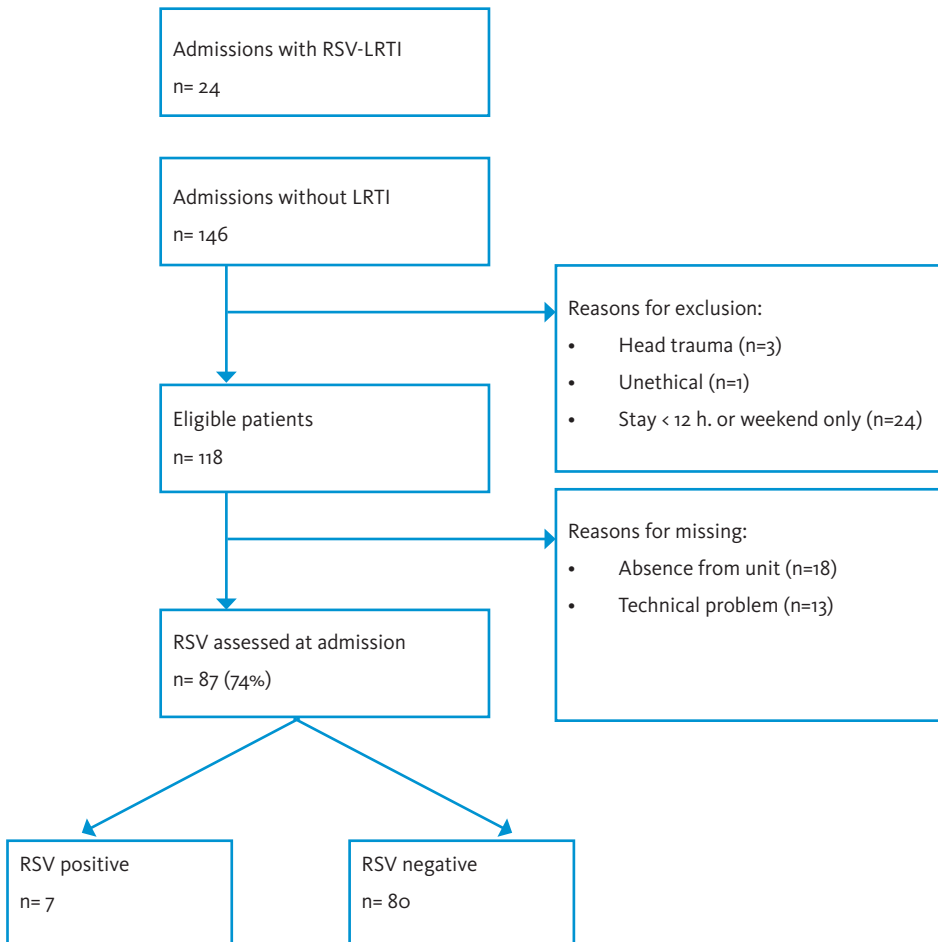 Admissions with RSV-LRTI
n= 24
Admissions without LRTI
n= 146
Reasons for exclusion:
• Head trauma (n=3)
• Unethical (n=1)
• Stay < 12 h. or weekend only (n=24)
Eligible patients
n= 118
Reasons for missing:
• Absence from unit (n=18)
• Technical problem (n=13)
RSV assessed at admission
n= 87 (74%)
RSV positive
n= 7
RSV negative
n= 80